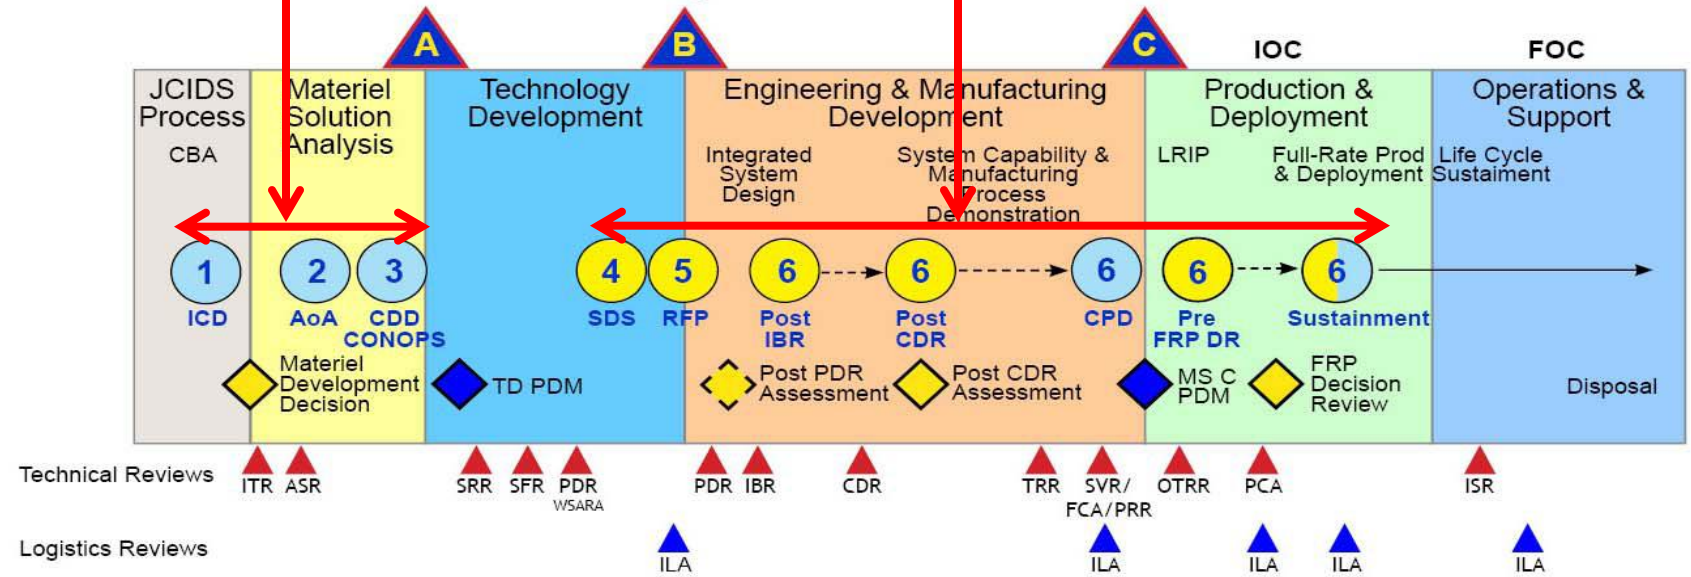 A
B
C
IOC
FOC
JCIDS
Process
CBA
Materiel
Solution
Analysis
Technology
Development
Engineering & Manufacturing
Development
Integrated
System
Design
System Capability &
Manufacturing
Process
Demonstration
Production &
Deployment
LRIP
Full-Rate Prod
& Deployment
Operations &
Support
Life Cycle
Sustaiment
1
2
3
4
5
6
6
6
6
6
ICD
AoA
CDD
CONOPS
SDS
RFP
Post
IBR
Post
CDR
CPD
Pre
FRP DR
Sustainment
Materiel
Development
Decision
TD PDM
Post PDR
Assessment
Post CDR
Assessment
MS C
PDM
FRP
Decision
Review
Disposal
Technical Reviews
ITR
ASR
SRR
SFR
PDR
WSARA
PDR
IBR
CDR
TRR
SVR/
FCA/PRR
OTRR
PCA
ISR
Logistics Reviews
ILA
ILA
ILA
ILA
ILA